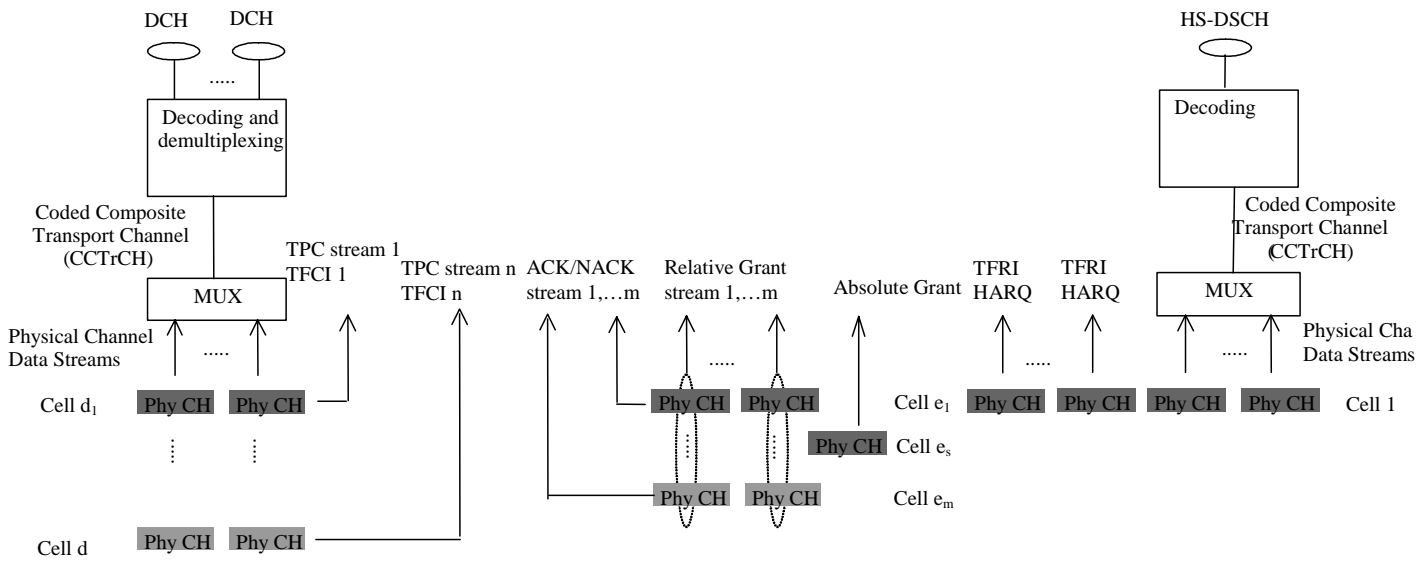 DCH
DCH
HS-DSCH
.....
Decoding and
demultiplexing
Decoding
Coded Composite
Transport Channel
(CCTrCH)
Coded Composite
Transport Channel
(CCTrCH)
TPC stream 1
TFCI 1
TPC stream n
TFCI n
ACK/NACK
stream 1,…m
Relative Grant
stream 1,…m
Absolute Grant
TFRI
HARQ
TFRI
HARQ
MUX
MUX
Physical Channel
Data Streams
.....
.....
.....
.....
Physical Cha
Data Streams
Cell d1
Phy CH
Phy CH
Phy CH
Phy CH
Cell e1
Phy CH
Phy CH
Phy CH
Phy CH
Cell 1
.....
.....
.....
.....
Phy CH
Cell es
Phy CH
Phy CH
Cell em
Cell d
Phy CH
Phy CH